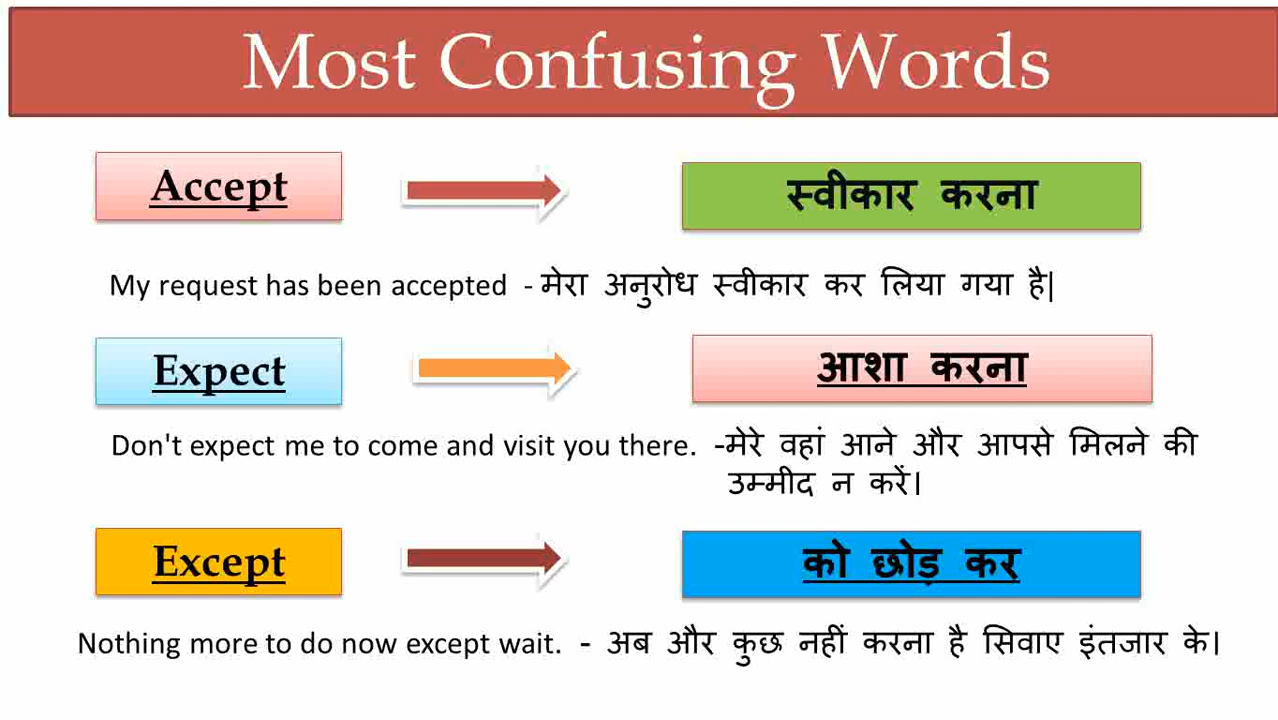 Most Confusing Words
Accept
स्वीकार करना
My request has been accepted - मेरा अनुरोध स्वीकार कर लिया गया है|
Expect
आशा करना
Don't expect me to come and visit you there. -मेरे वहां आने और आपसे मिलने की
उम्मीद न करें।
Except
को छोड़ कर
Nothing more to do now except wait. - अब और कुछ नहीं करना है सिवाए इंतजार के।